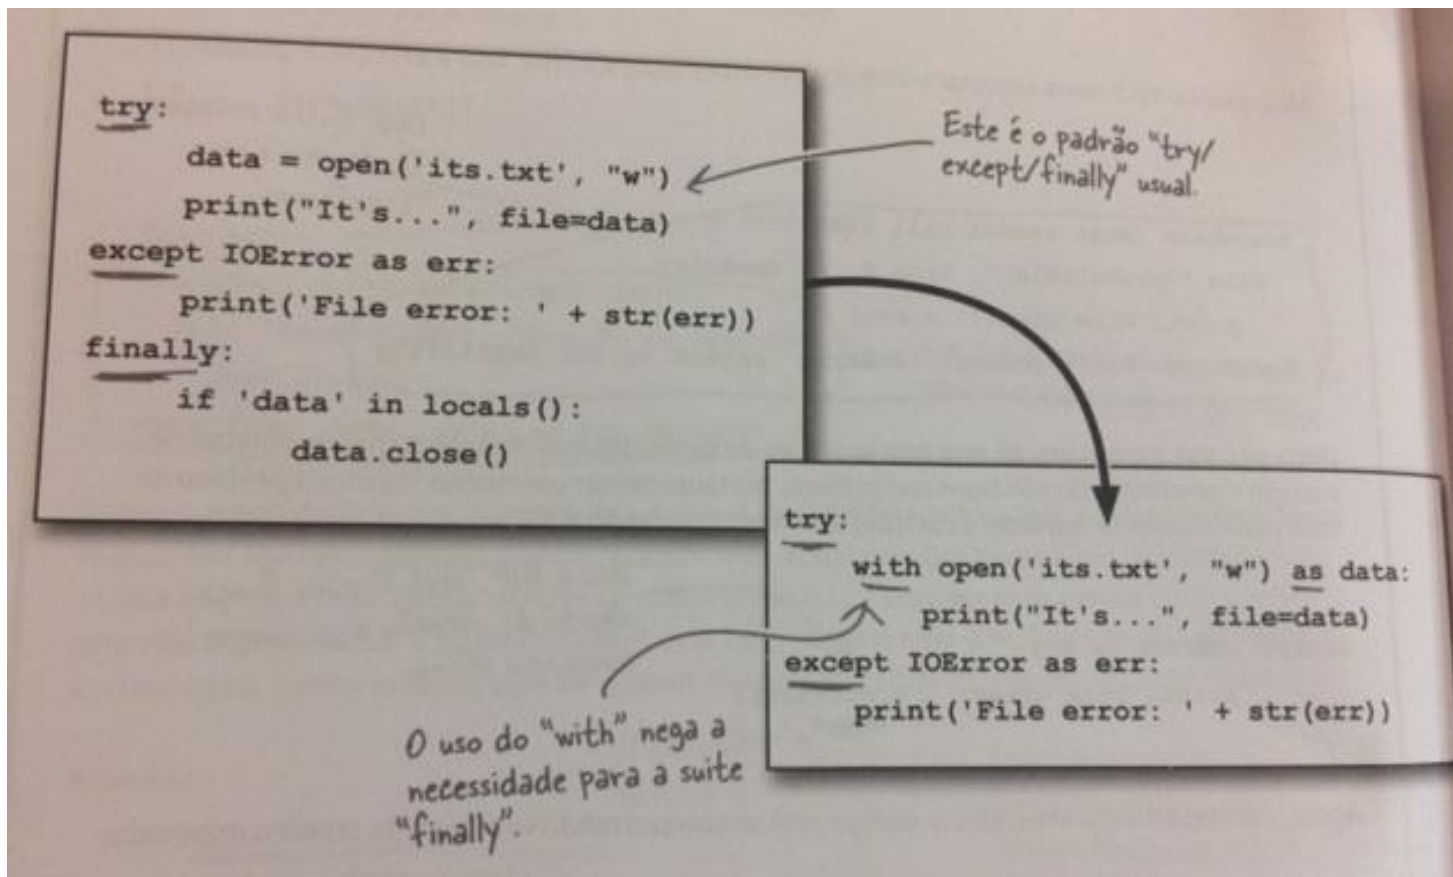 try:
data = open('its.txt', "w")
print("It's...", file=data)
except IOError as err:
print('File error: ' + str(err))
finally:
if 'data' in locals():
data.close()
Este é o padrão "try/
except/finally" usual.
try:
with open('its.txt', "w") as data:
print("It's...", file=data)
except IOError as err:
print('File error: ' + str(err))
O uso do "with" nega a
necessidade para a suite
"finally".